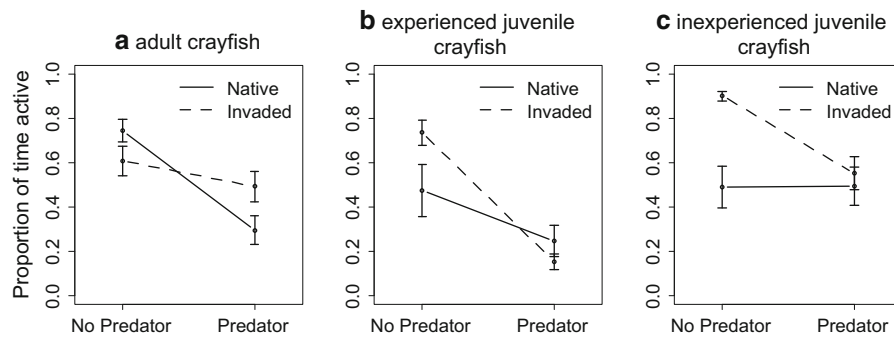 a adult crayfish
b experienced juvenile
crayfish
c inexperienced juvenile
crayfish
Proportion of time active
1.0
0.8
0.6
0.4
0.2
0.0
Native
Invaded
No Predator
Predator
1.0
0.8
0.6
0.4
0.2
0.0
Native
Invaded
No Predator
Predator
1.0
0.8
0.6
0.4
0.2
0.0
Native
Invaded
No Predator
Predator